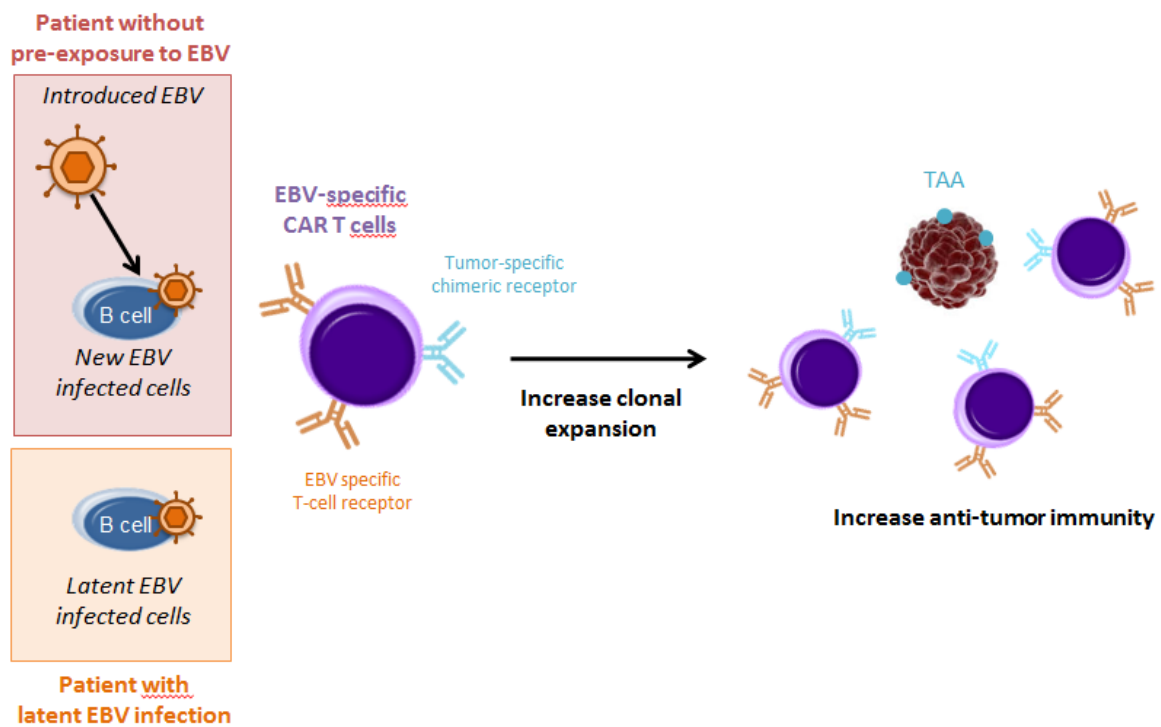 Patient without
pre-exposure to EBV
Introduced EBV
B cell
New EBV
infected cells
B cell
Latent EBV
infected cells
Patient with
latent EBV infection
EBV-specific
CAR T cells
Tumor-specific
chimeric receptor
EBV specific
T-cell receptor
Increase clonal
expansion
TAA
Increase anti-tumor immunity